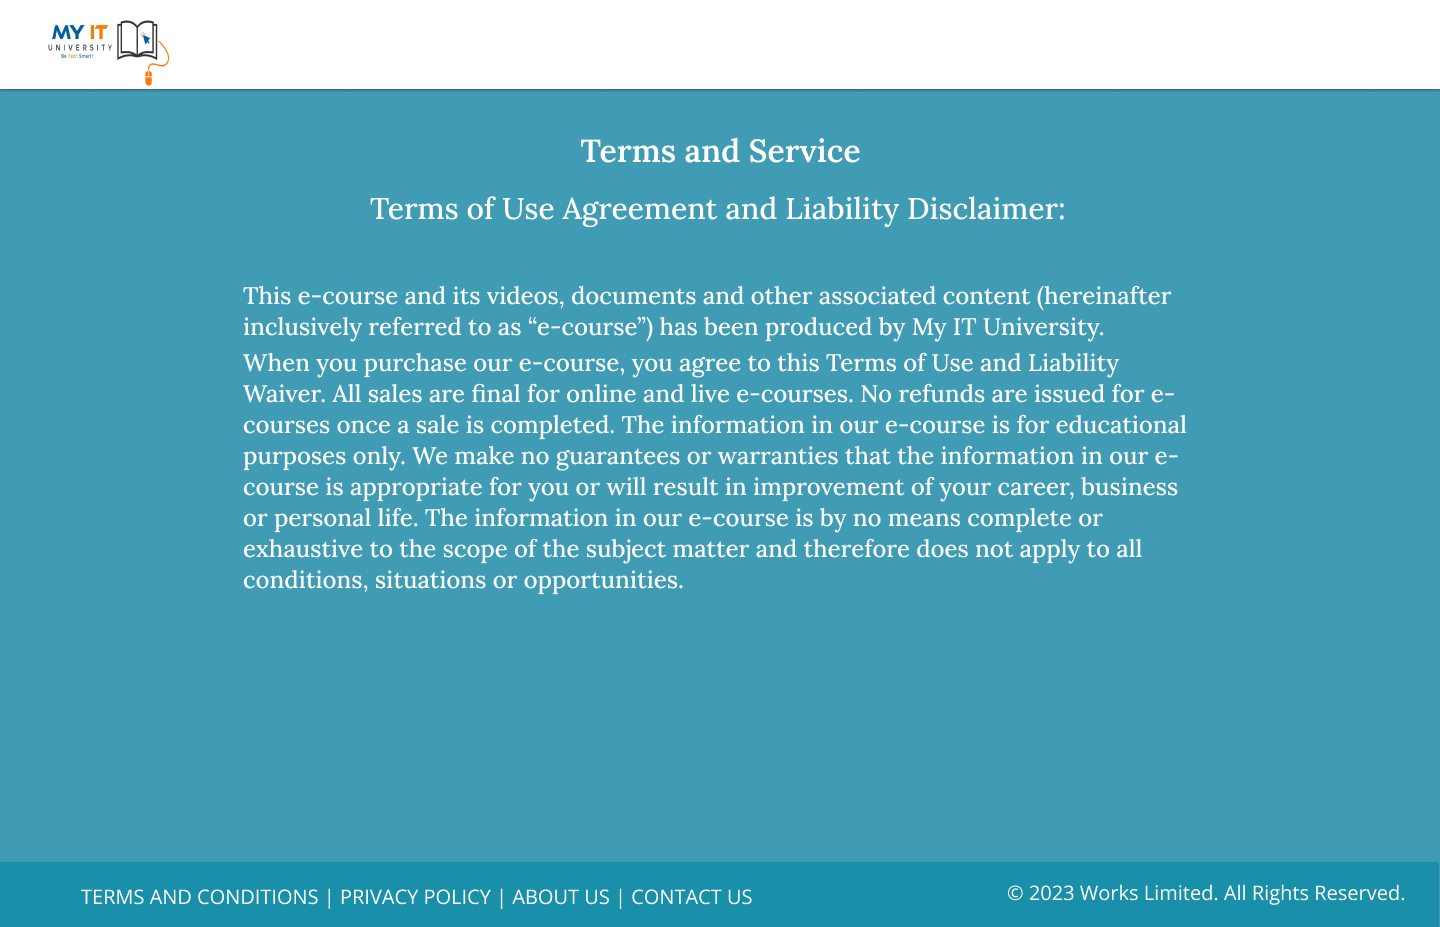 MY IT
UNIVERSITY
Be Tech Smart!
Terms and Service
Terms of Use Agreement and Liability Disclaimer:
This e-course and its videos, documents and other associated content (hereinafter
inclusively referred to as “e-course”) has been produced by My IT University.
When you purchase our e-course, you agree to this Terms of Use and Liability
Waiver. All sales are final for online and live e-courses. No refunds are issued for e-
courses once a sale is completed. The information in our e-course is for educational
purposes only. We make no guarantees or warranties that the information in our e-
course is appropriate for you or will result in improvement of your career, business
or personal life. The information in our e-course is by no means complete or
exhaustive to the scope of the subject matter and therefore does not apply to all
conditions, situations or opportunities.
TERMS AND CONDITIONS | PRIVACY POLICY | ABOUT US | CONTACT US
© 2023 Works Limited. All Rights Reserved.